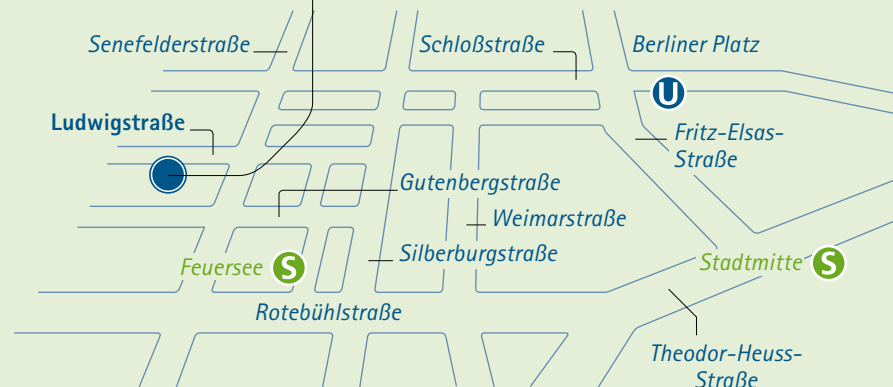 Senefelderstraße
Schloßstraße
Berliner Platz
U
Ludwigstraße
Fritz-Elsas-
Straße
Gutenbergstraße
Weimarstraße
Silberburgstraße
Feuersee S
Stadtmitte S
Rotebühlstraße
Theodor-Heuss-
Straße